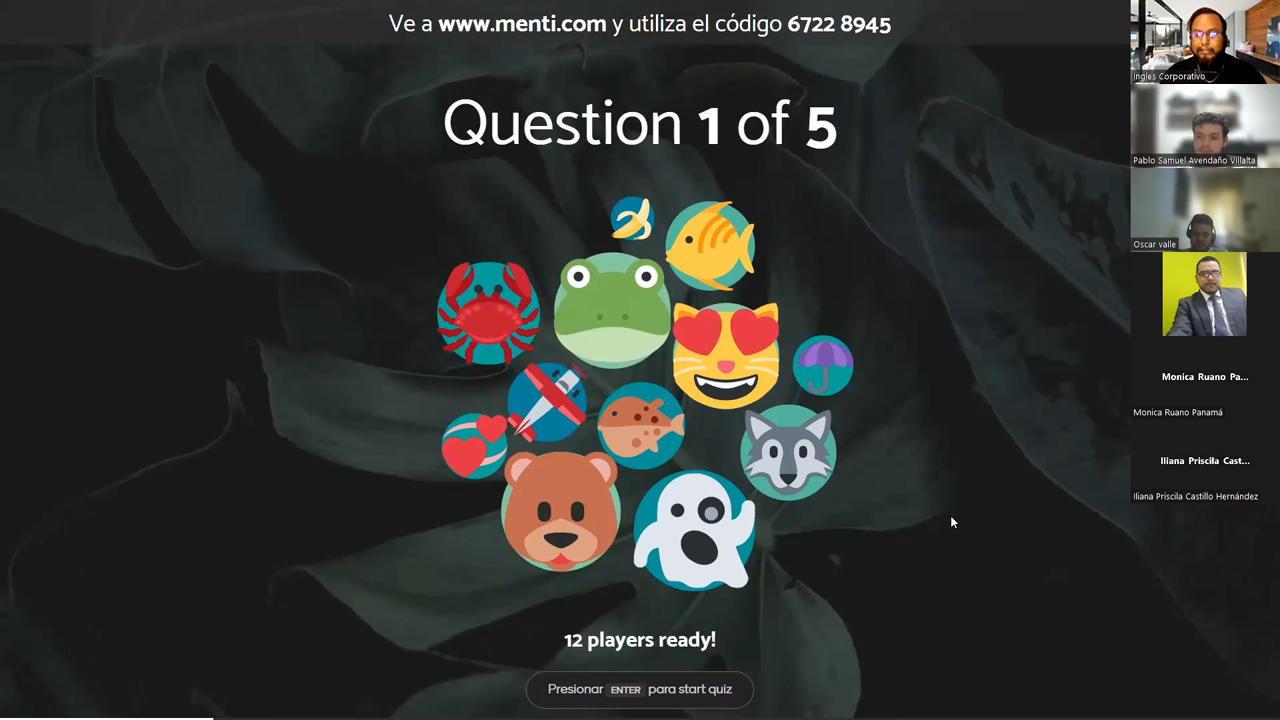 Ve a www.menti.com y utiliza el código 6722 8945
Question 1 of 5
12 players ready!
Presionar ENTER para start quiz
Ingles Corporativo
Pablo Samuel Avendaño Villalta
Oscar valle
Monica Ruano Pa...
Monica Ruano Panamá
Iliana Priscila Cast...
Iliana Priscila Castillo Hernández